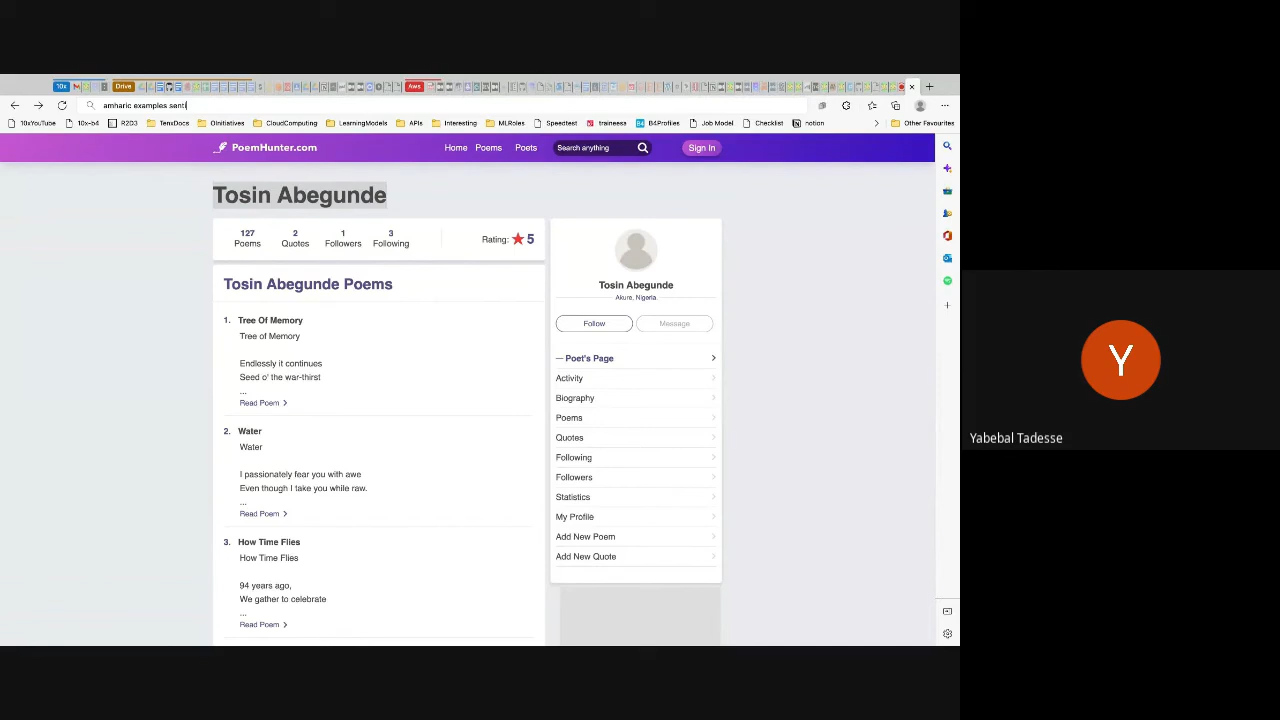 10x
Drive
Aws
amharic examples senti
10xYouTube 10x-b4 R2D3 TenxDocs OInitiatives CloudComputing LearningModels APIs Interesting MLRoles Speedtest traineesa B4Profiles Job Model Checklist notion Other Favourites
PoemHunter.com Home Poems Poets Search anything Sign In
Tosin Abegunde
127 2 1 3
Poems Quotes Followers Following
Rating: 5
Tosin Abegunde Poems
1. Tree Of Memory
Tree of Memory
Endlessly it continues
Seed o' the war-thirst
...
Read Poem
2. Water
Water
I passionately fear you with awe
Even though I take you while raw.
...
Read Poem
3. How Time Flies
How Time Flies
94 years ago,
We gather to celebrate
...
Read Poem
Tosin Abegunde
Akure, Nigeria.
Follow Message
— Poet's Page
Activity
Biography
Poems
Quotes
Following
Followers
Statistics
My Profile
Add New Poem
Add New Quote
Y
Yabebal Tadesse